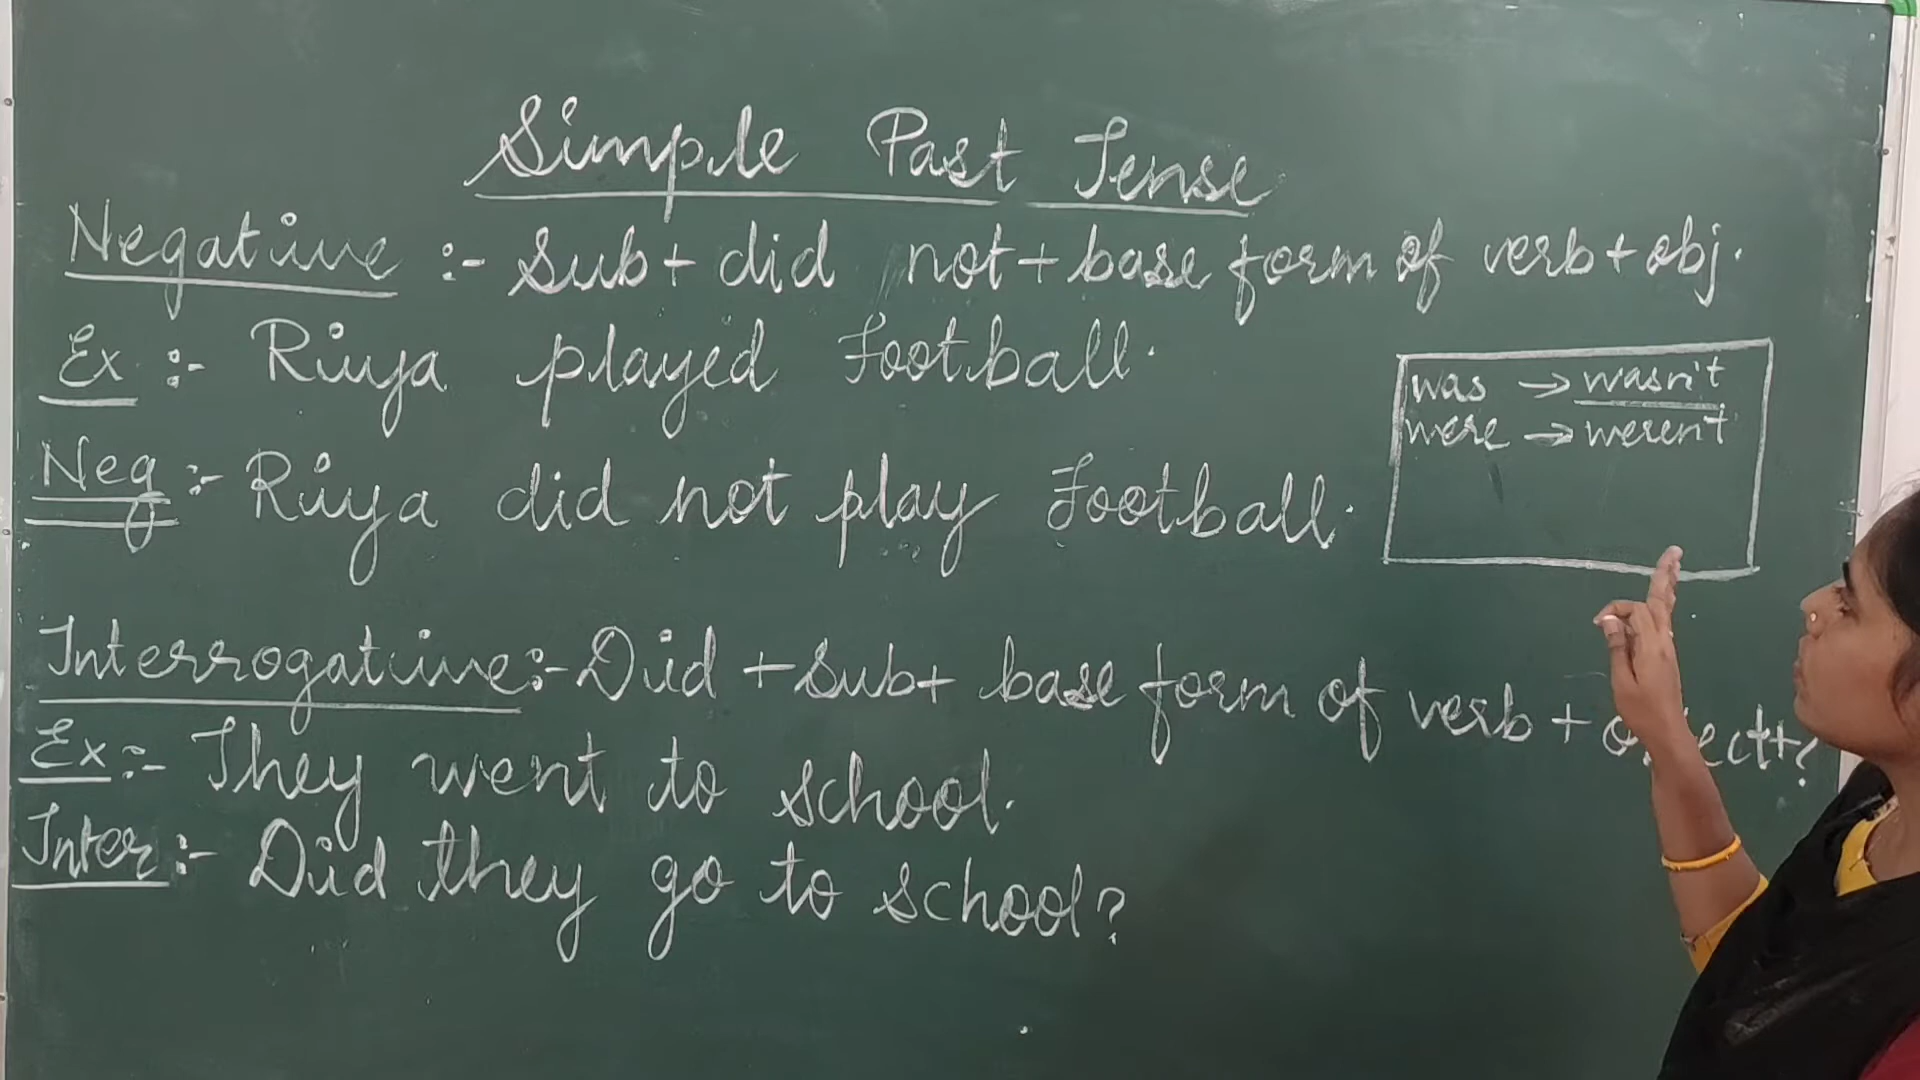 Simple Past Tense
Negative :- Sub + did not + base form of verb + obj.
Ex :- Riya played Football.
was → wasn't
were → weren't
Neg :- Riya did not play Football.
Interrogative :- Did + Sub + base form of verb + object + ?
Ex :- They went to school.
Inter :- Did they go to school?